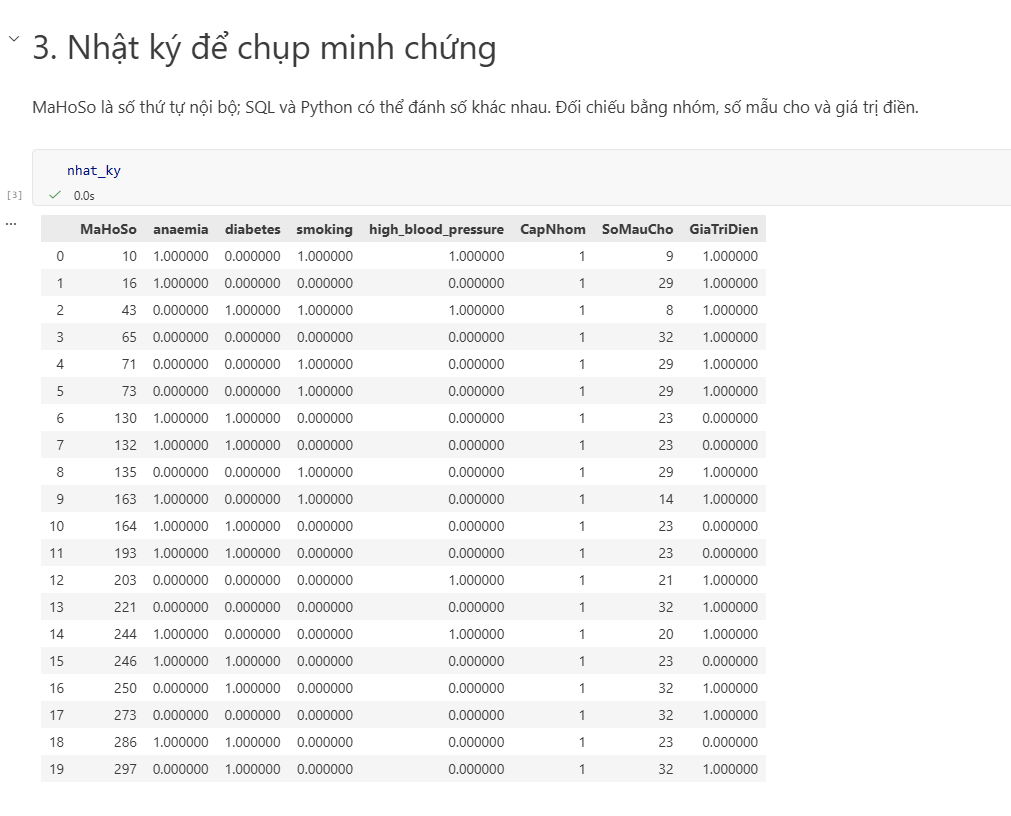 3. Nhật ký để chụp minh chứng
MaHoSo là số thứ tự nội bộ; SQL và Python có thể đánh số khác nhau. Đối chiếu bằng nhóm, số mẫu cho và giá trị điền.
nhat_ky
[3] 0.0s
...
MaHoSo anaemia diabetes smoking high_blood_pressure CapNhom SoMauCho GiaTriDien
0 10 1.000000 0.000000 1.000000 1.000000 1 9 1.000000
1 16 1.000000 0.000000 0.000000 0.000000 1 29 1.000000
2 43 0.000000 1.000000 1.000000 1.000000 1 8 1.000000
3 65 0.000000 0.000000 0.000000 0.000000 1 32 1.000000
4 71 0.000000 0.000000 1.000000 0.000000 1 29 1.000000
5 73 0.000000 0.000000 1.000000 0.000000 1 29 1.000000
6 130 1.000000 1.000000 0.000000 0.000000 1 23 0.000000
7 132 1.000000 1.000000 0.000000 0.000000 1 23 0.000000
8 135 0.000000 0.000000 1.000000 0.000000 1 29 1.000000
9 163 1.000000 0.000000 1.000000 0.000000 1 14 1.000000
10 164 1.000000 1.000000 0.000000 0.000000 1 23 0.000000
11 193 1.000000 1.000000 0.000000 0.000000 1 23 0.000000
12 203 0.000000 0.000000 0.000000 1.000000 1 21 1.000000
13 221 0.000000 0.000000 0.000000 0.000000 1 32 1.000000
14 244 1.000000 0.000000 0.000000 1.000000 1 20 1.000000
15 246 1.000000 1.000000 0.000000 0.000000 1 23 0.000000
16 250 0.000000 1.000000 0.000000 0.000000 1 32 1.000000
17 273 0.000000 0.000000 0.000000 0.000000 1 32 1.000000
18 286 1.000000 1.000000 0.000000 0.000000 1 23 0.000000
19 297 0.000000 1.000000 0.000000 0.000000 1 32 1.000000